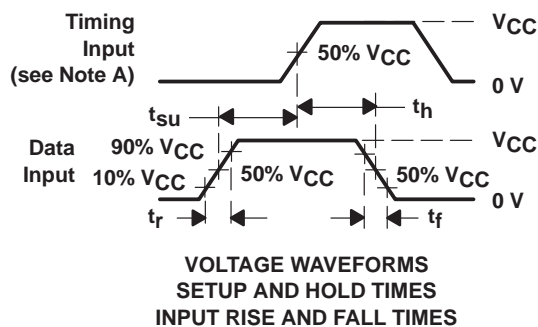 Timing
Input
(see Note A)
50% VCC
VCC
0 V
tsu
th
Data
Input
90% VCC
10% VCC
50% VCC
50% VCC
VCC
0 V
tr
tf
VOLTAGE WAVEFORMS
SETUP AND HOLD TIMES
INPUT RISE AND FALL TIMES